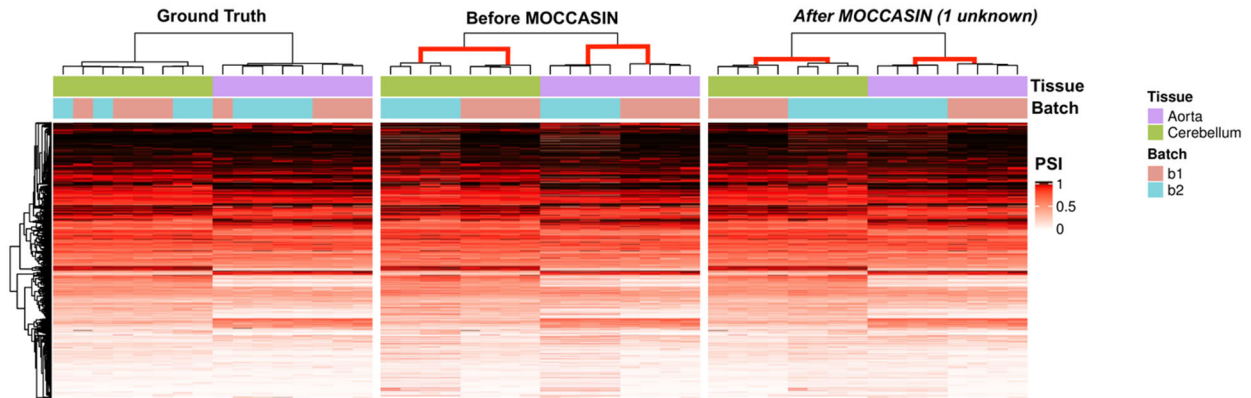 Ground Truth
Before MOCCASIN
After MOCCASIN (1 unknown)
Tissue
Batch
PSI
1
0.5
0
Tissue
Aorta
Cerebellum
Batch
b1
b2